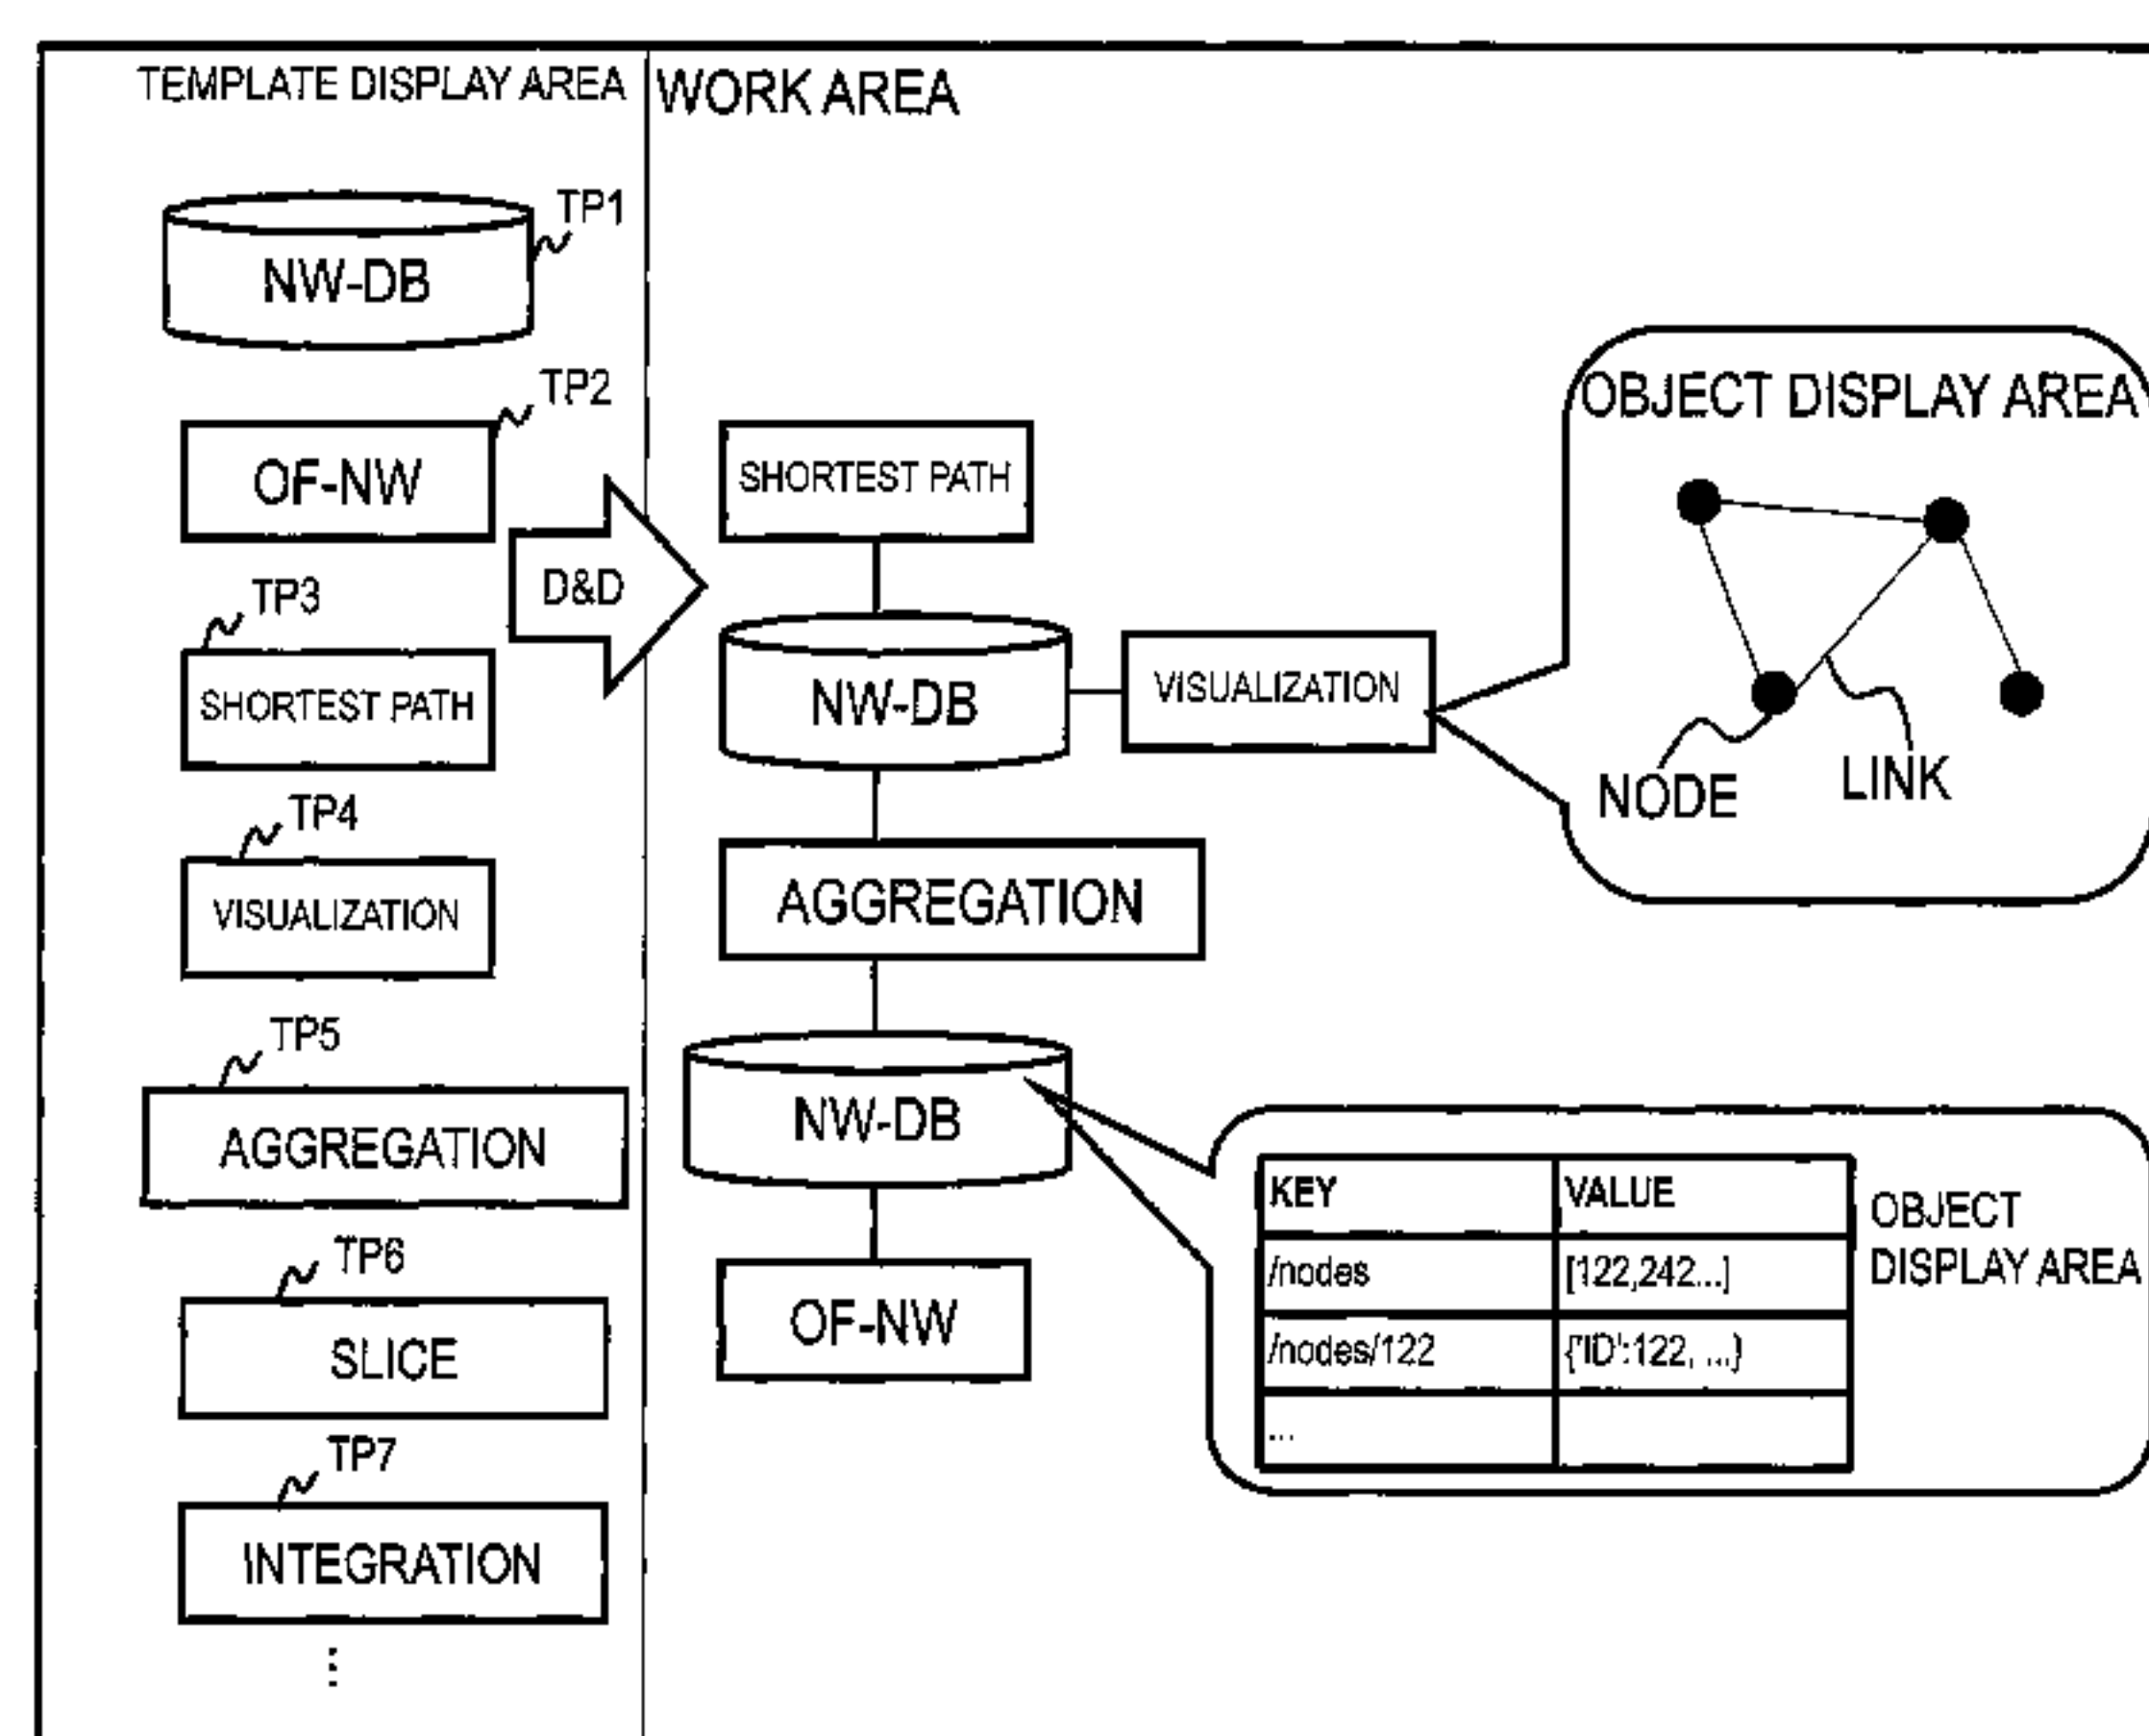 TEMPLATE DISPLAY AREA
TP1
NW-DB
TP2
OF-NW
D&D
TP3
SHORTEST PATH
TP4
VISUALIZATION
TP5
AGGREGATION
TP6
SLICE
TP7
INTEGRATION
⋮
WORK AREA
SHORTEST PATH
NW-DB
VISUALIZATION
AGGREGATION
NW-DB
OF-NW
OBJECT DISPLAY AREA
NODE
LINK
KEY VALUE
/nodes [122,242...]
/nodes/122 {'ID':122, ...}
...
OBJECT
DISPLAY AREA